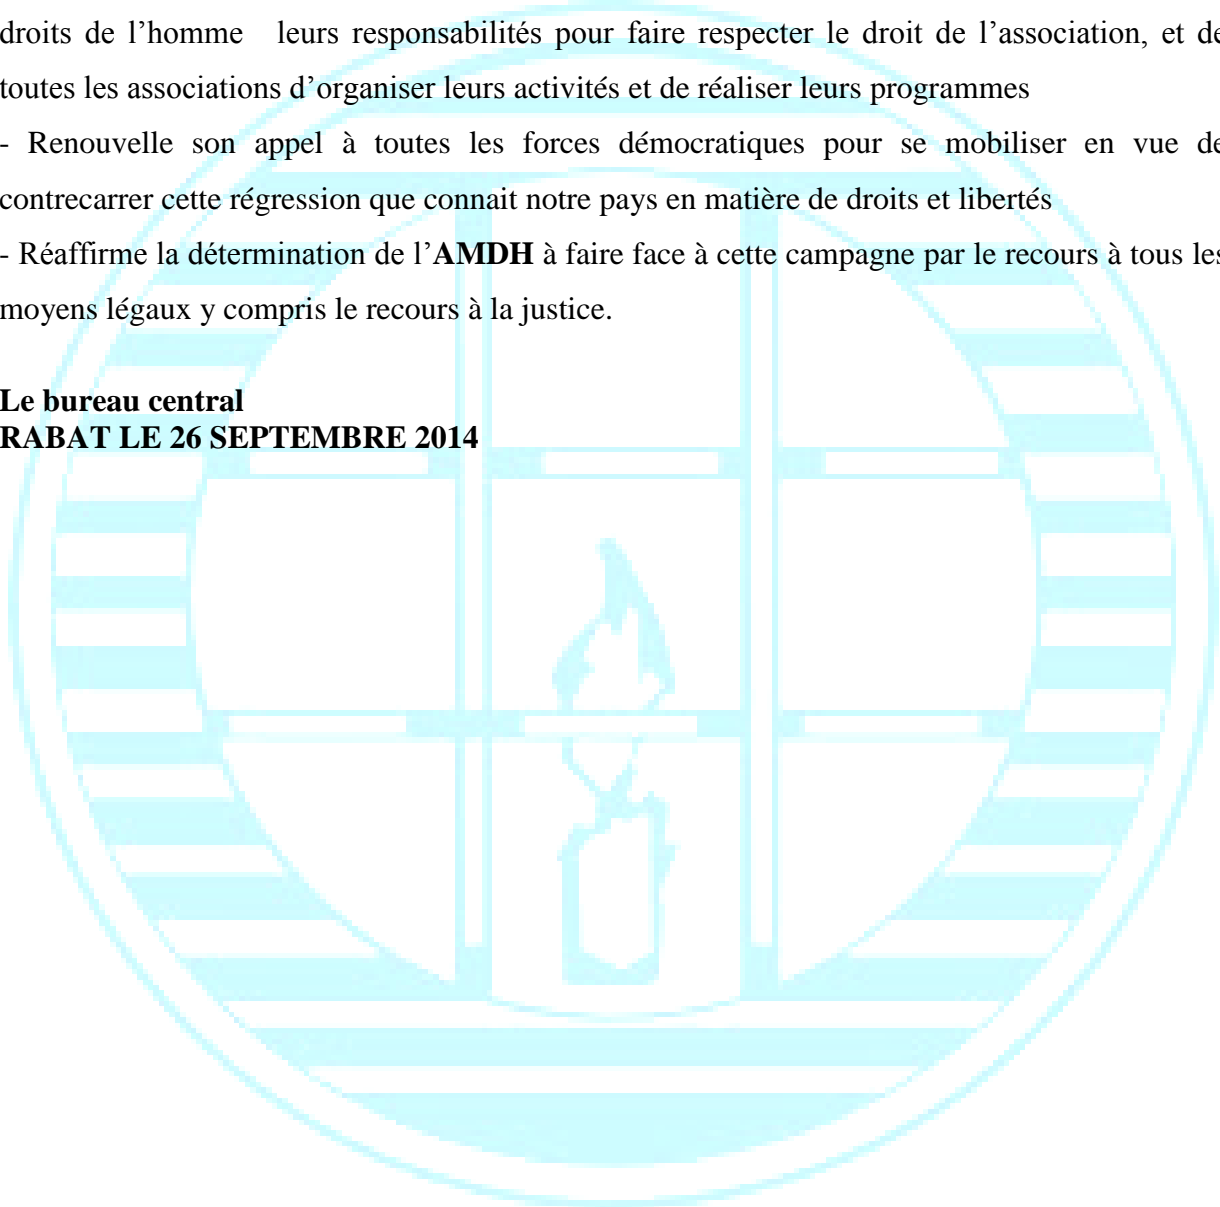 droits de l’homme leurs responsabilités pour faire respecter le droit de l’association, et de
toutes les associations d’organiser leurs activités et de réaliser leurs programmes
- Renouvelle son appel à toutes les forces démocratiques pour se mobiliser en vue de
contrecarrer cette régression que connait notre pays en matière de droits et libertés
- Réaffirme la détermination de l’AMDH à faire face à cette campagne par le recours à tous les
moyens légaux y compris le recours à la justice.
Le bureau central
RABAT LE 26 SEPTEMBRE 2014